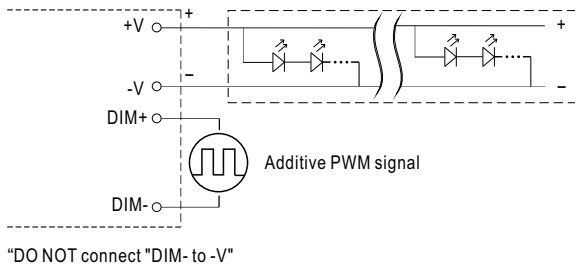 +V + +
-V − −
DIM+
Additive PWM signal
DIM-
“DO NOT connect "DIM- to -V"